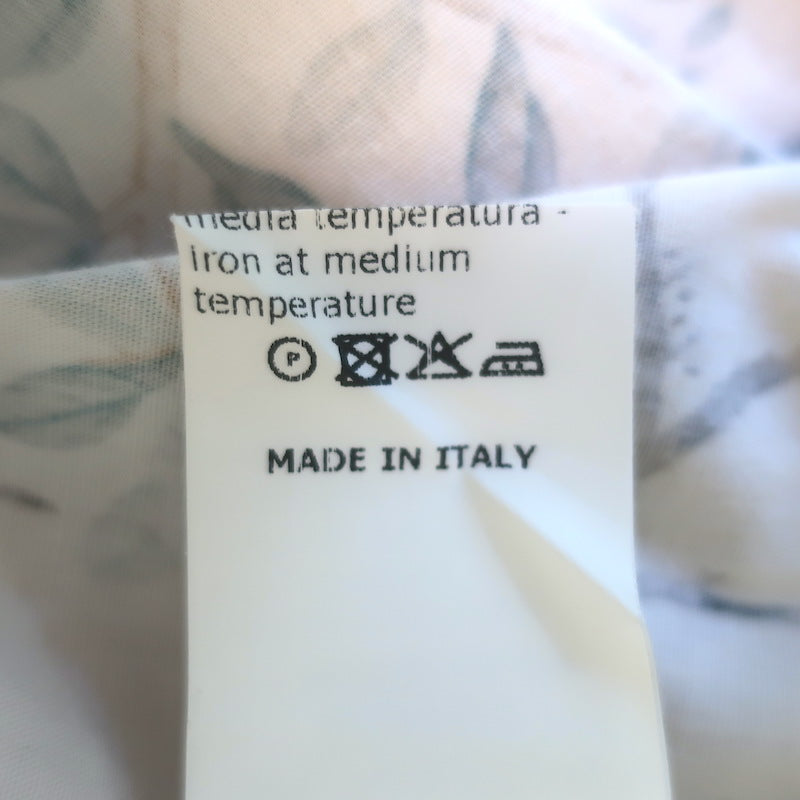 media temperatura -
iron at medium
temperature
P
MADE IN ITALY